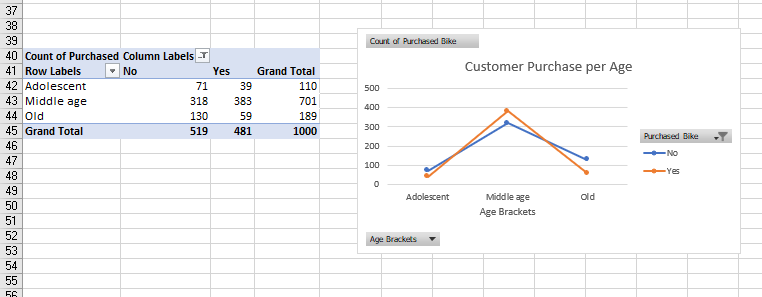 37
38
39
40 Count of Purchased Column Labels
41 Row Labels No Yes Grand Total
42 Adolescent 71 39 110
43 Middle age 318 383 701
44 Old 130 59 189
45 Grand Total 519 481 1000
46
47
48
49
50
51
52
53
54
55
56
Count of Purchased Bike
Customer Purchase per Age
500
400
300
200
100
0
Adolescent Middle age Old
Age Brackets
Purchased Bike
No
Yes
Age Brackets